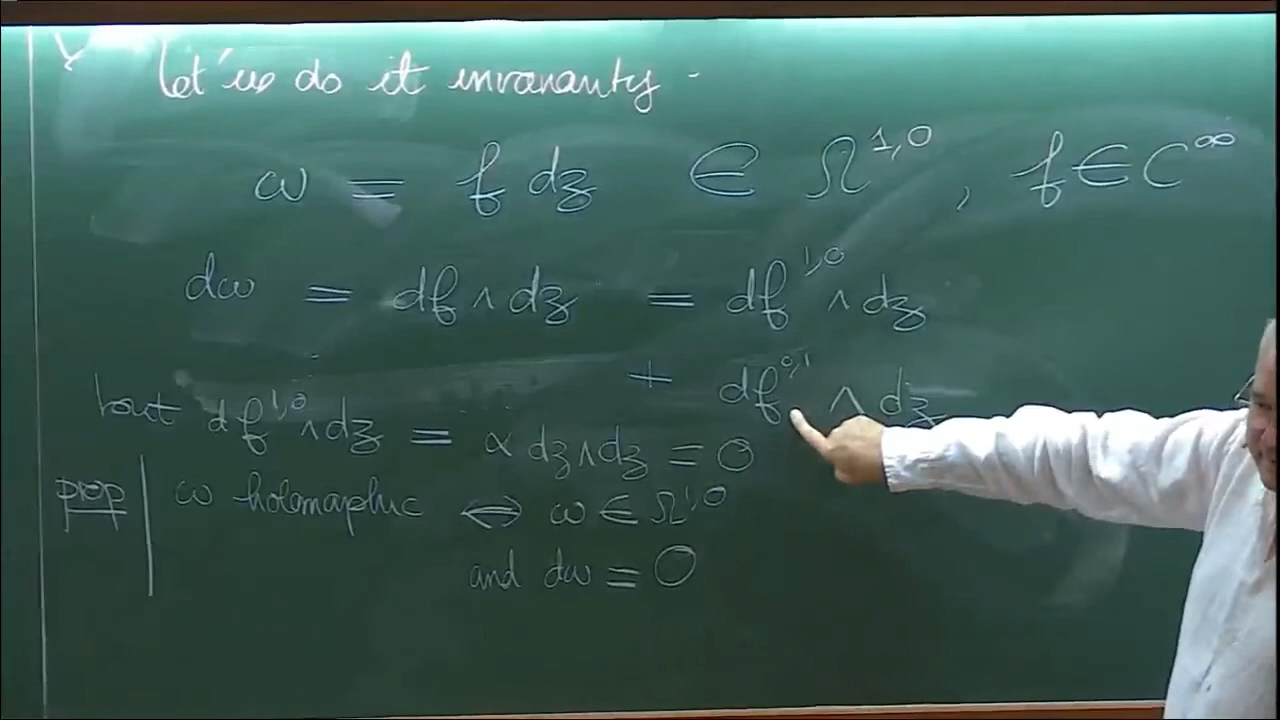 Let's do it invariantly -
ω = f dz ∈ Ω^{1,0}, f ∈ C^∞
dω = df ∧ dz = df^{1,0} ∧ dz
+ df^{0,1} ∧ dz
but df^{1,0} ∧ dz = α dz ∧ dz = 0
prop | ω holomorphic ⟺ ω ∈ Ω^{1,0}
and dω = 0